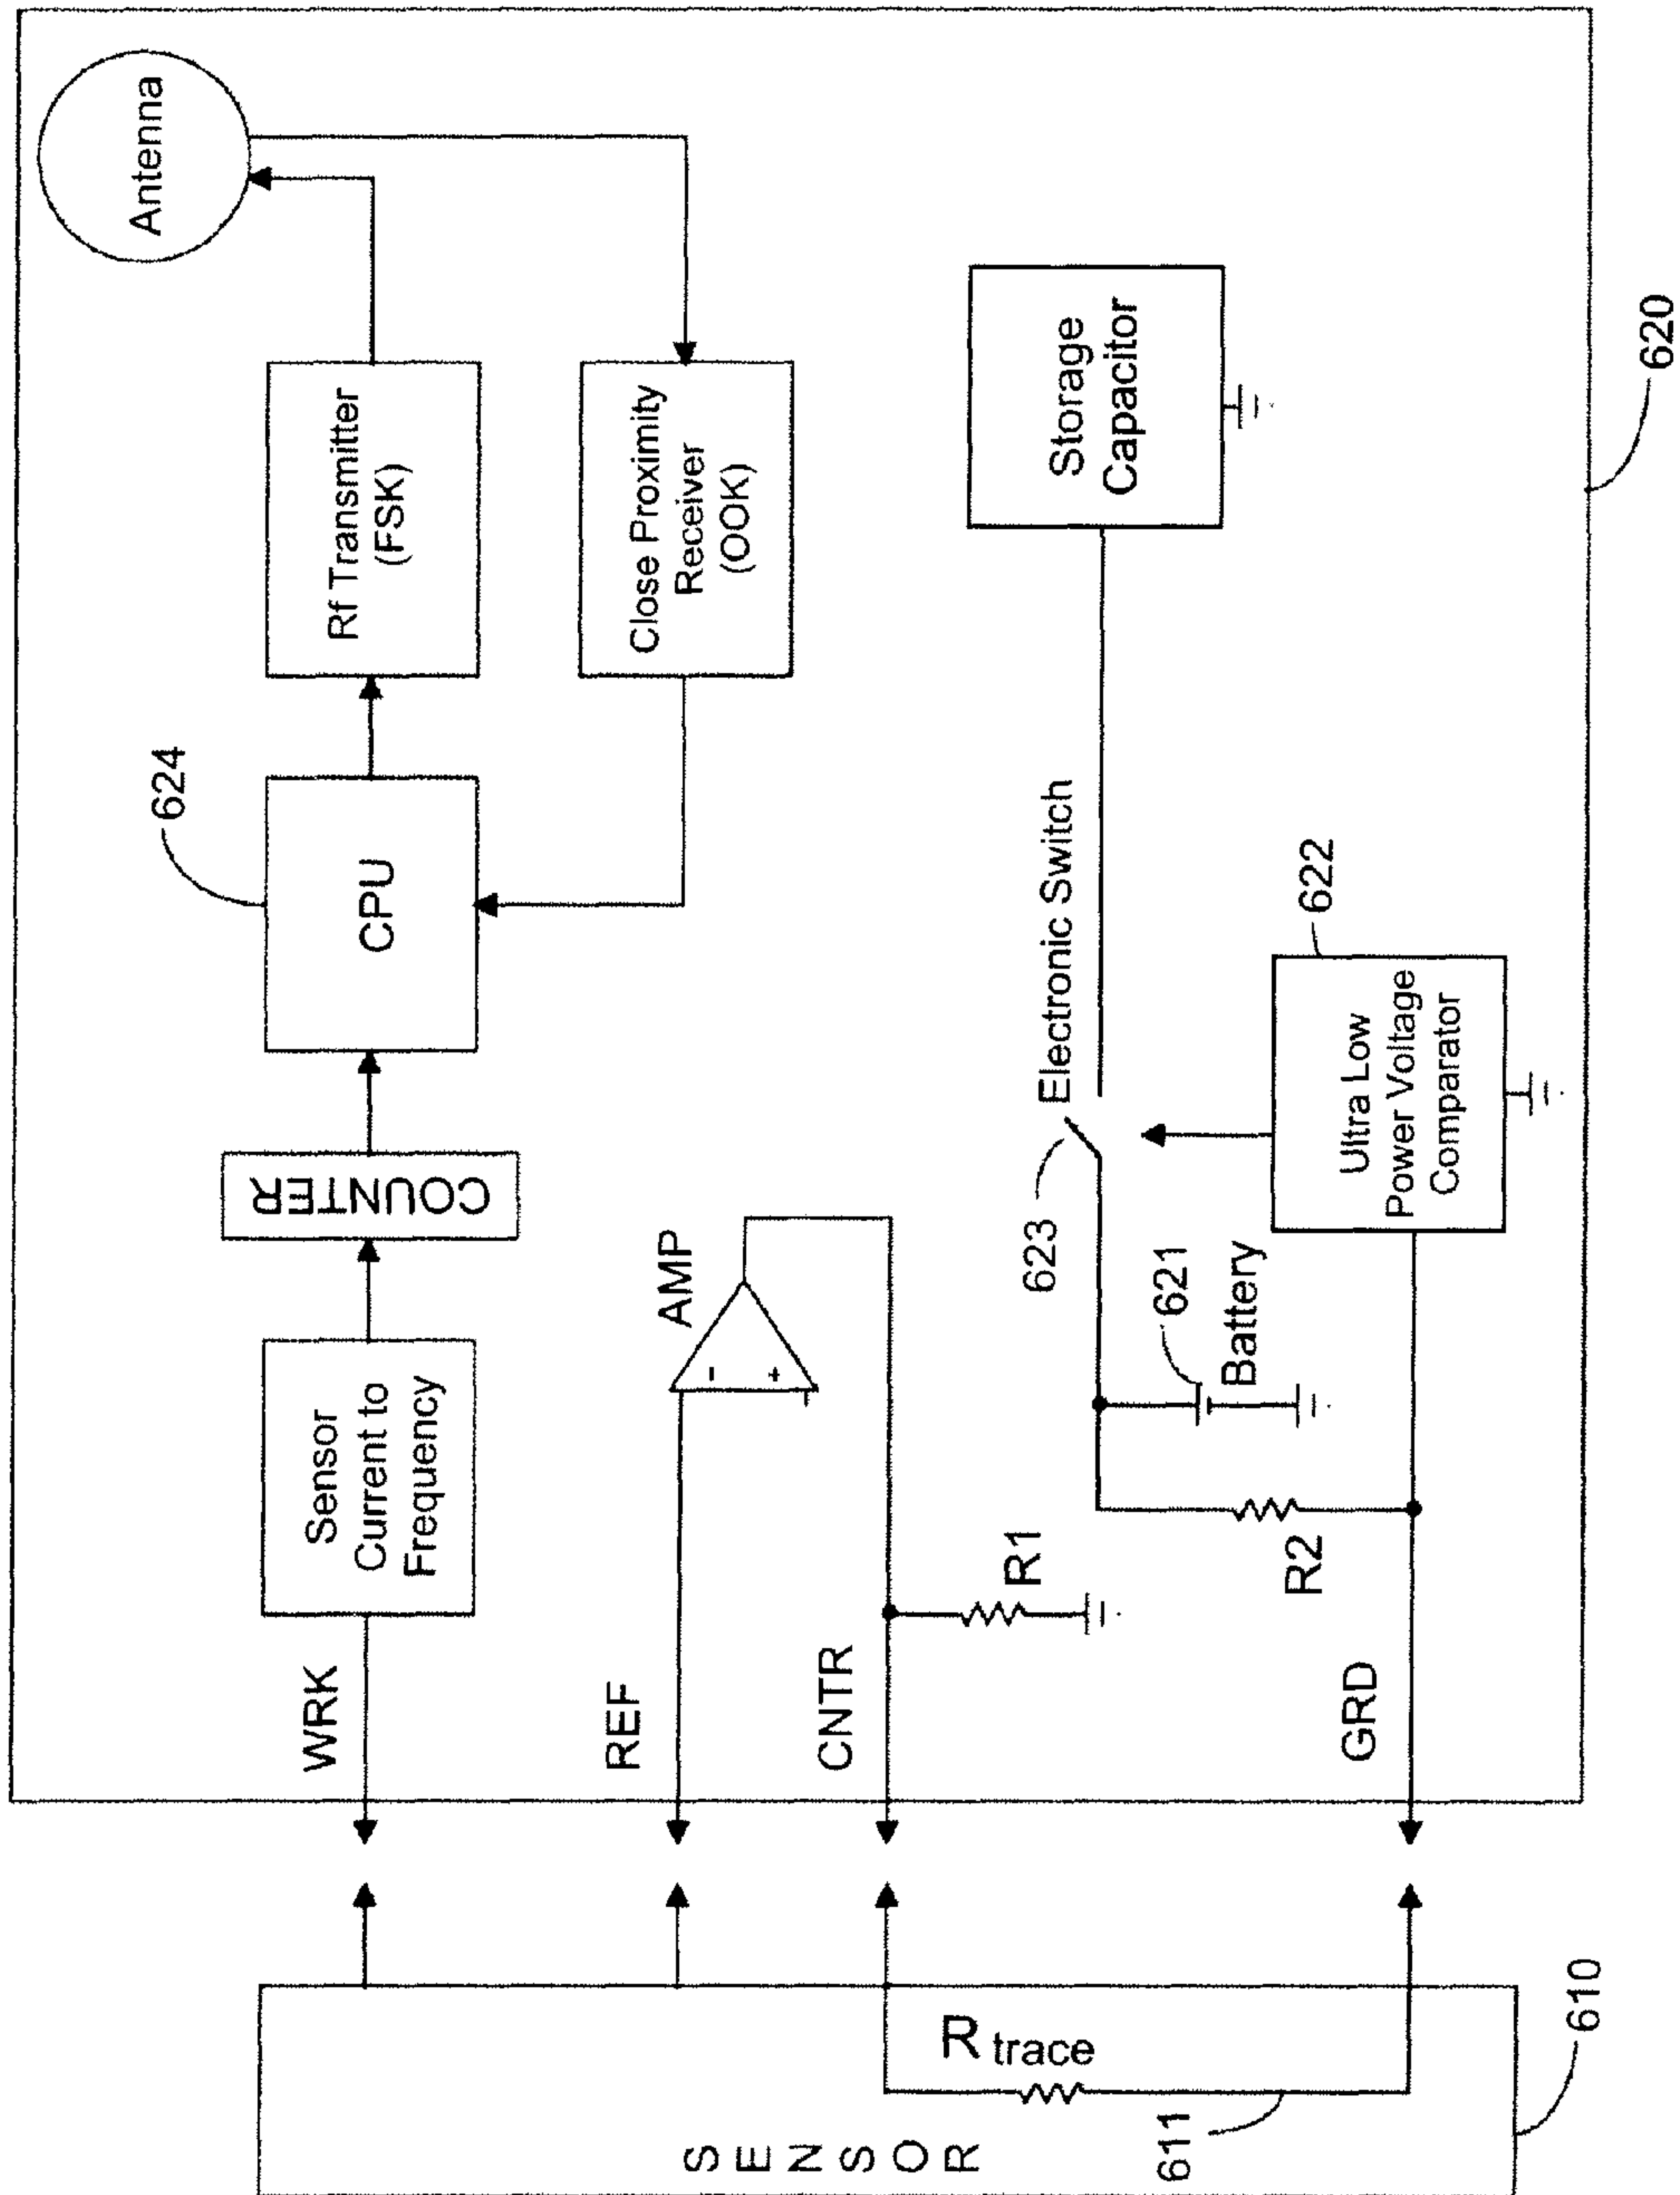 Antenna
Rf Transmitter
(FSK)
Close Proximity
Receiver
(OOK)
624
CPU
COUNTER
Sensor
Current to
Frequency
WRK
AMP
-
+
REF
CNTR
R1
Storage
Capacitor
Electronic Switch
623
621
Battery
R2
622
Ultra Low
Power Voltage
Comparator
GRD
620
SENSOR
R trace
611
610